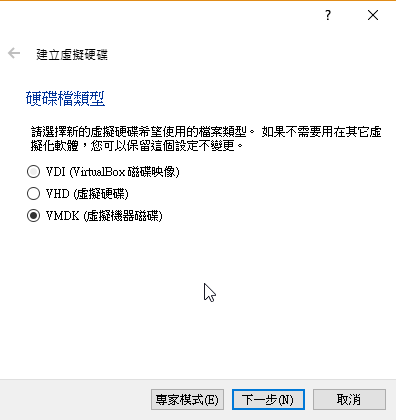 ?
建立虛擬硬碟
硬碟檔類型
請選擇新的虛擬硬碟希望使用的檔案類型。 如果不需要用在其它虛
擬化軟體，您可以保留這個設定不變更。
VDI (VirtualBox 磁碟映像)
VHD (虛擬硬碟)
VMDK (虛擬機器磁碟)
專家模式(E) 下一步(N) 取消